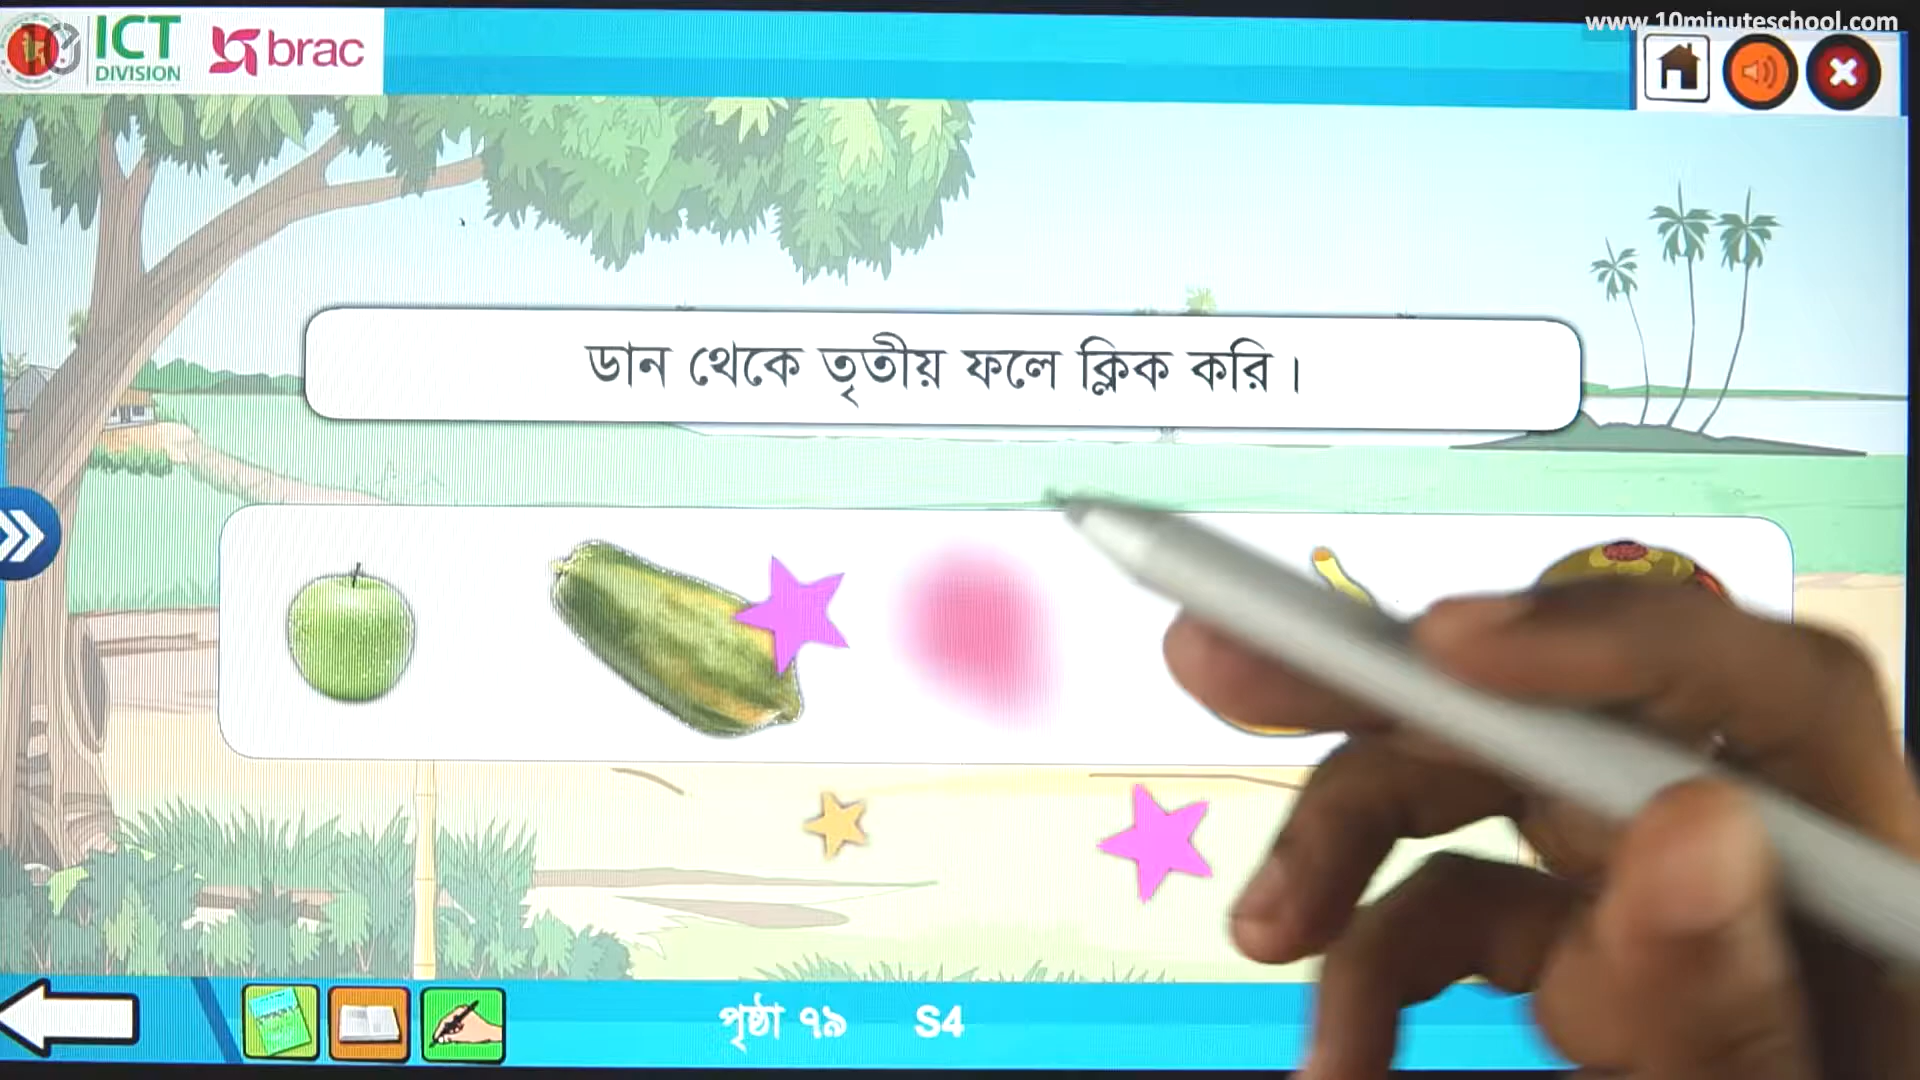 www.10minuteschool.com
ICT
DIVISION
brac
ডান থেকে তৃতীয় ফলে ক্লিক করি।
পৃষ্ঠা ৭৯ S4